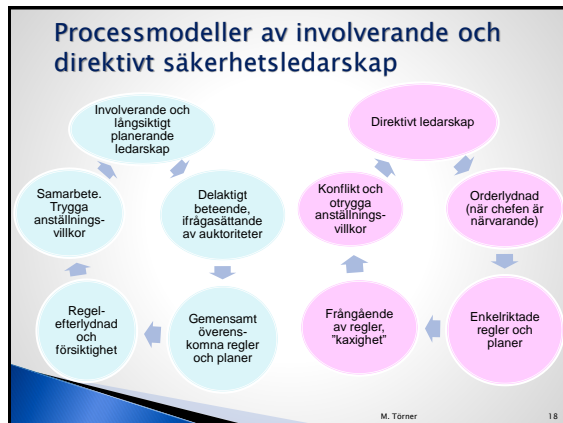 Processmodeller av involverande och
direktivt säkerhetsledarskap
Involverande och
långsiktigt
planerande
ledarskap
Delaktigt
beteende,
ifrågasättande
av auktoriteter
Gemensamt
överens-
komna regler
och planer
Regel-
efterlydnad
och
försiktighet
Samarbete.
Trygga
anställnings-
villkor
Direktivt ledarskap
Orderlydnad
(när chefen är
närvarande)
Enkelriktade
regler och
planer
Frångående
av regler,
"kaxighet"
Konflikt och
otrygga
anställnings-
villkor
M. Törner
18